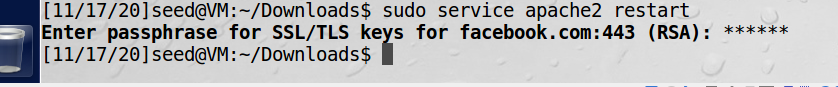 [11/17/20]seed@VM:~/Downloads$ sudo service apache2 restart
Enter passphrase for SSL/TLS keys for facebook.com:443 (RSA): ******
[11/17/20]seed@VM:~/Downloads$